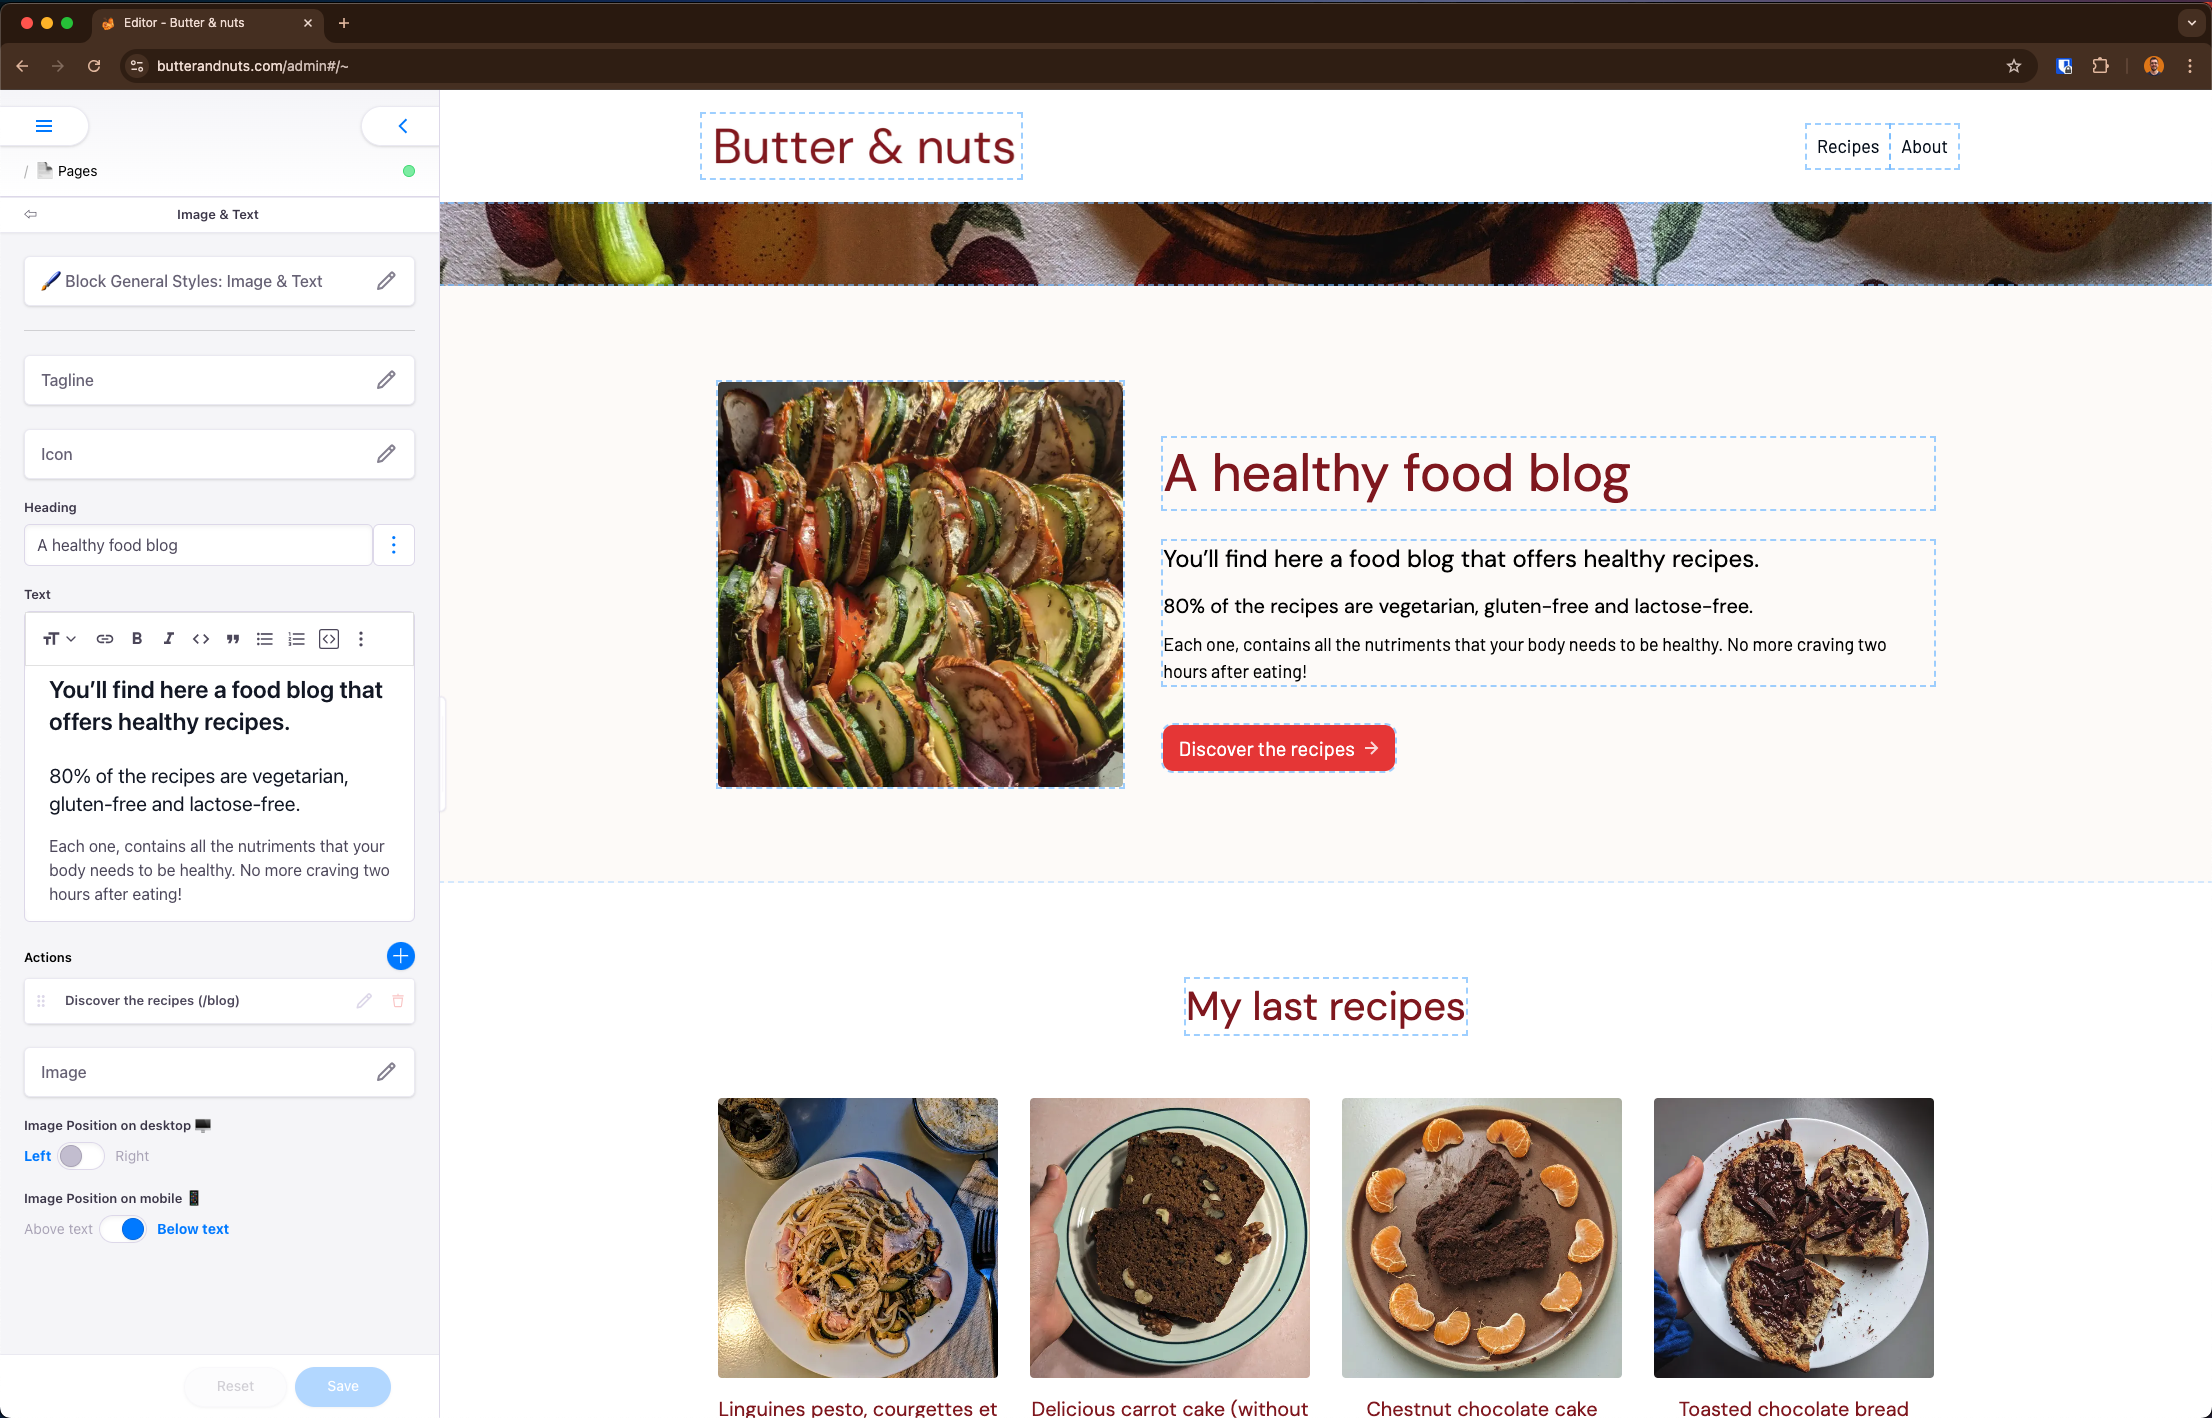 Editor - Butter & nuts
butterandnuts.com/admin#/~
/ Pages
Image & Text
Block General Styles: Image & Text
Tagline
Icon
Heading
A healthy food blog
Text
You’ll find here a food blog that
offers healthy recipes.
80% of the recipes are vegetarian,
gluten-free and lactose-free.
Each one, contains all the nutriments that your
body needs to be healthy. No more craving two
hours after eating!
Actions
Discover the recipes (/blog)
Image
Image Position on desktop
Left Right
Image Position on mobile
Above text Below text
Reset Save
Butter & nuts
Recipes About
A healthy food blog
You’ll find here a food blog that offers healthy recipes.
80% of the recipes are vegetarian, gluten-free and lactose-free.
Each one, contains all the nutriments that your body needs to be healthy. No more craving two
hours after eating!
Discover the recipes →
My last recipes
Linguines pesto, courgettes et
Delicious carrot cake (without
Chestnut chocolate cake
Toasted chocolate bread